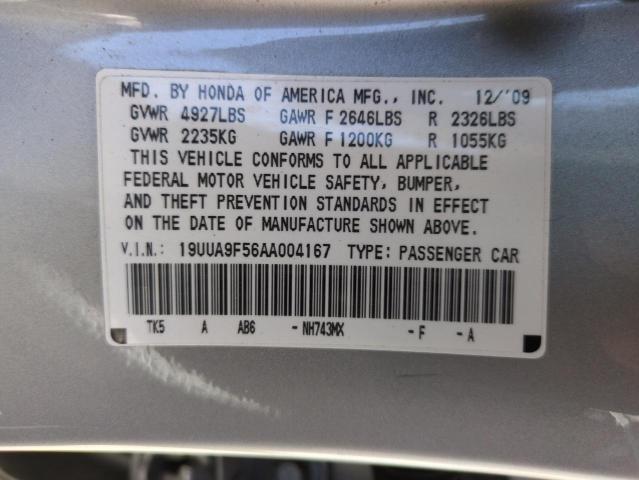 MFD. BY HONDA OF AMERICA MFG., INC. 12/'09
GVWR 4927LBS GAWR F 2646LBS R 2326LBS
GVWR 2235KG GAWR F 1200KG R 1055KG
THIS VEHICLE CONFORMS TO ALL APPLICABLE
FEDERAL MOTOR VEHICLE SAFETY, BUMPER,
AND THEFT PREVENTION STANDARDS IN EFFECT
ON THE DATE OF MANUFACTURE SHOWN ABOVE.
V.I.N.: 19UUA9F56AA004167 TYPE: PASSENGER CAR
TK5 A AB6 -NH743MX -F -A